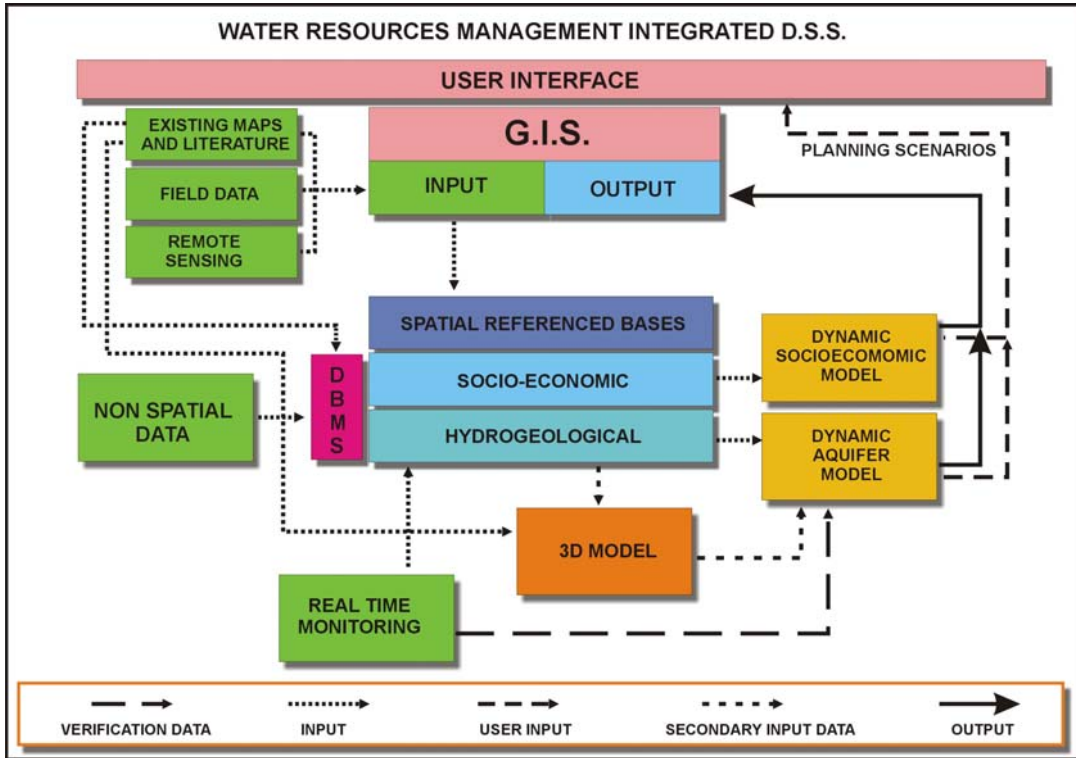 WATER RESOURCES MANAGEMENT INTEGRATED D.S.S.
USER INTERFACE
EXISTING MAPS
AND LITERATURE
FIELD DATA
REMOTE
SENSING
G.I.S.
INPUT
OUTPUT
PLANNING SCENARIOS
SPATIAL REFERENCED BASES
SOCIO-ECONOMIC
HYDROGEOLOGICAL
D
B
M
S
NON SPATIAL
DATA
DYNAMIC
SOCIOECOMOMIC
MODEL
DYNAMIC
AQUIFER
MODEL
3D MODEL
REAL TIME
MONITORING
VERIFICATION DATA
INPUT
USER INPUT
SECONDARY INPUT DATA
OUTPUT